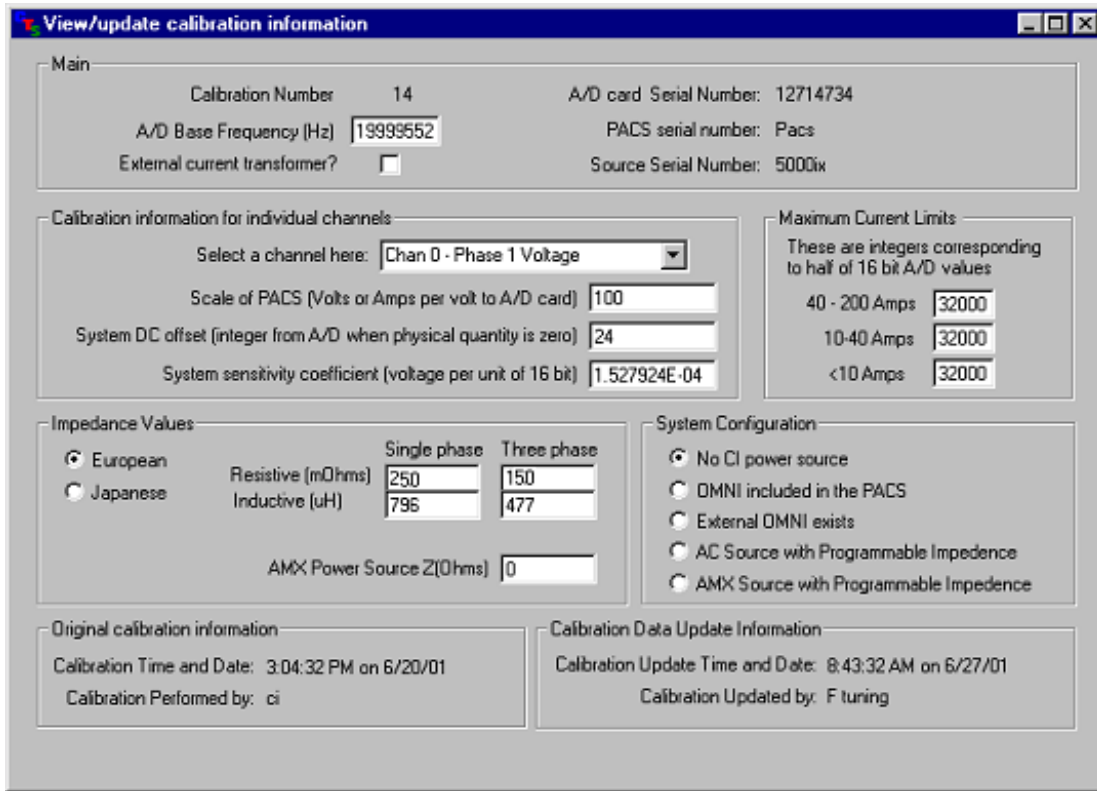 View/update calibration information
Main
Calibration Number 14
A/D card Serial Number: 12714734
A/D Base Frequency (Hz) 19999552
PACS serial number: Pacs
External current transformer?
Source Serial Number: 5000ix
Calibration information for individual channels
Select a channel here: Chan 0 - Phase 1 Voltage
Scale of PACS (Volts or Amps per volt to A/D card) 100
System DC offset (integer from A/D when physical quantity is zero) 24
System sensitivity coefficient (voltage per unit of 16 bit) 1.527924E-04
Maximum Current Limits
These are integers corresponding
to half of 16 bit A/D values
40 - 200 Amps 32000
10-40 Amps 32000
<10 Amps 32000
Impedance Values
European
Japanese
Single phase Three phase
Resistive (mOhms) 250 150
Inductive (uH) 796 477
AMX Power Source Z(Ohms) 0
System Configuration
No CI power source
OMNI included in the PACS
External OMNI exists
AC Source with Programmable Impedence
AMX Source with Programmable Impedence
Original calibration information
Calibration Time and Date: 3:04:32 PM on 6/20/01
Calibration Performed by: ci
Calibration Data Update Information
Calibration Update Time and Date: 8:43:32 AM on 6/27/01
Calibration Updated by: F tuning